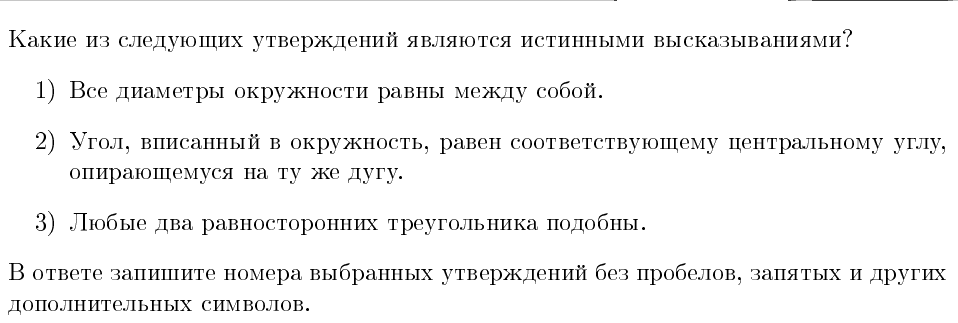 Какие из следующих утверждений являются истинными высказываниями?
1) Все диаметры окружности равны между собой.
2) Угол, вписанный в окружность, равен соответствующему центральному углу,
опирающемуся на ту же дугу.
3) Любые два равносторонних треугольника подобны.
В ответе запишите номера выбранных утверждений без пробелов, запятых и других
дополнительных символов.